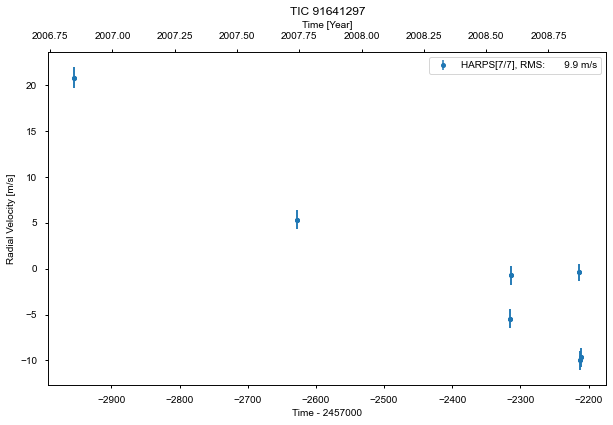 TIC 91641297
Time [Year]
2006.75 2007.00 2007.25 2007.50 2007.75 2008.00 2008.25 2008.50 2008.75
HARPS[7/7], RMS: 9.9 m/s
20
15
10
5
0
−5
−10
Radial Velocity [m/s]
−2900 −2800 −2700 −2600 −2500 −2400 −2300 −2200
Time - 2457000